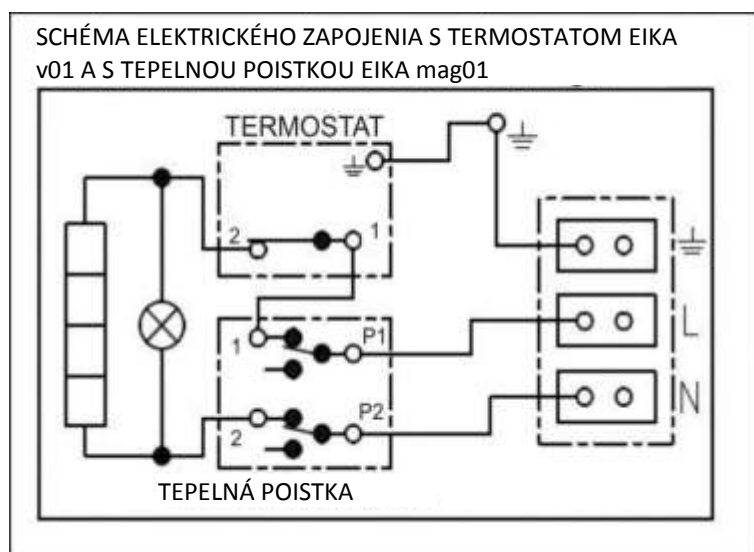 SCHÉMA ELEKTRICKÉHO ZAPOJENIA S TERMOSTATOM EIKA
v01 A S TEPELNOU POISTKOU EIKA mag01
TERMOSTAT
2
1
1
P1
L
2
P2
N
TEPELNÁ POISTKA